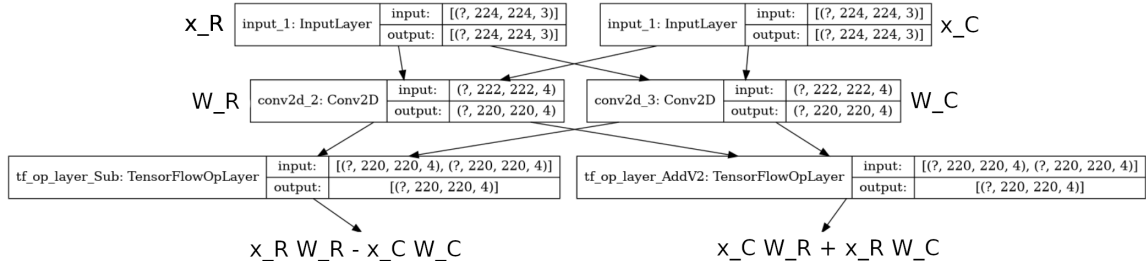 x_R input_1: InputLayer input: [(?, 224, 224, 3)] output: [(?, 224, 224, 3)]
input_1: InputLayer input: [(?, 224, 224, 3)] output: [(?, 224, 224, 3)] x_C
W_R conv2d_2: Conv2D input: (?, 222, 222, 4) output: (?, 220, 220, 4)
conv2d_3: Conv2D input: (?, 222, 222, 4) output: (?, 220, 220, 4) W_C
tf_op_layer_Sub: TensorFlowOpLayer input: [(?, 220, 220, 4), (?, 220, 220, 4)] output: [(?, 220, 220, 4)]
tf_op_layer_AddV2: TensorFlowOpLayer input: [(?, 220, 220, 4), (?, 220, 220, 4)] output: [(?, 220, 220, 4)]
x_R W_R - x_C W_C
x_C W_R + x_R W_C